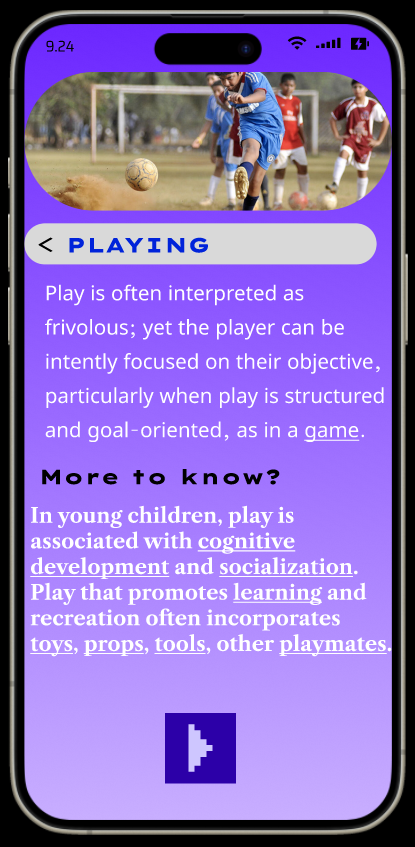 9.24
< PLAYING
Play is often interpreted as
frivolous; yet the player can be
intently focused on their objective,
particularly when play is structured
and goal-oriented, as in a game.
More to know?
In young children, play is
associated with cognitive
development and socialization.
Play that promotes learning and
recreation often incorporates
toys, props, tools, other playmates.